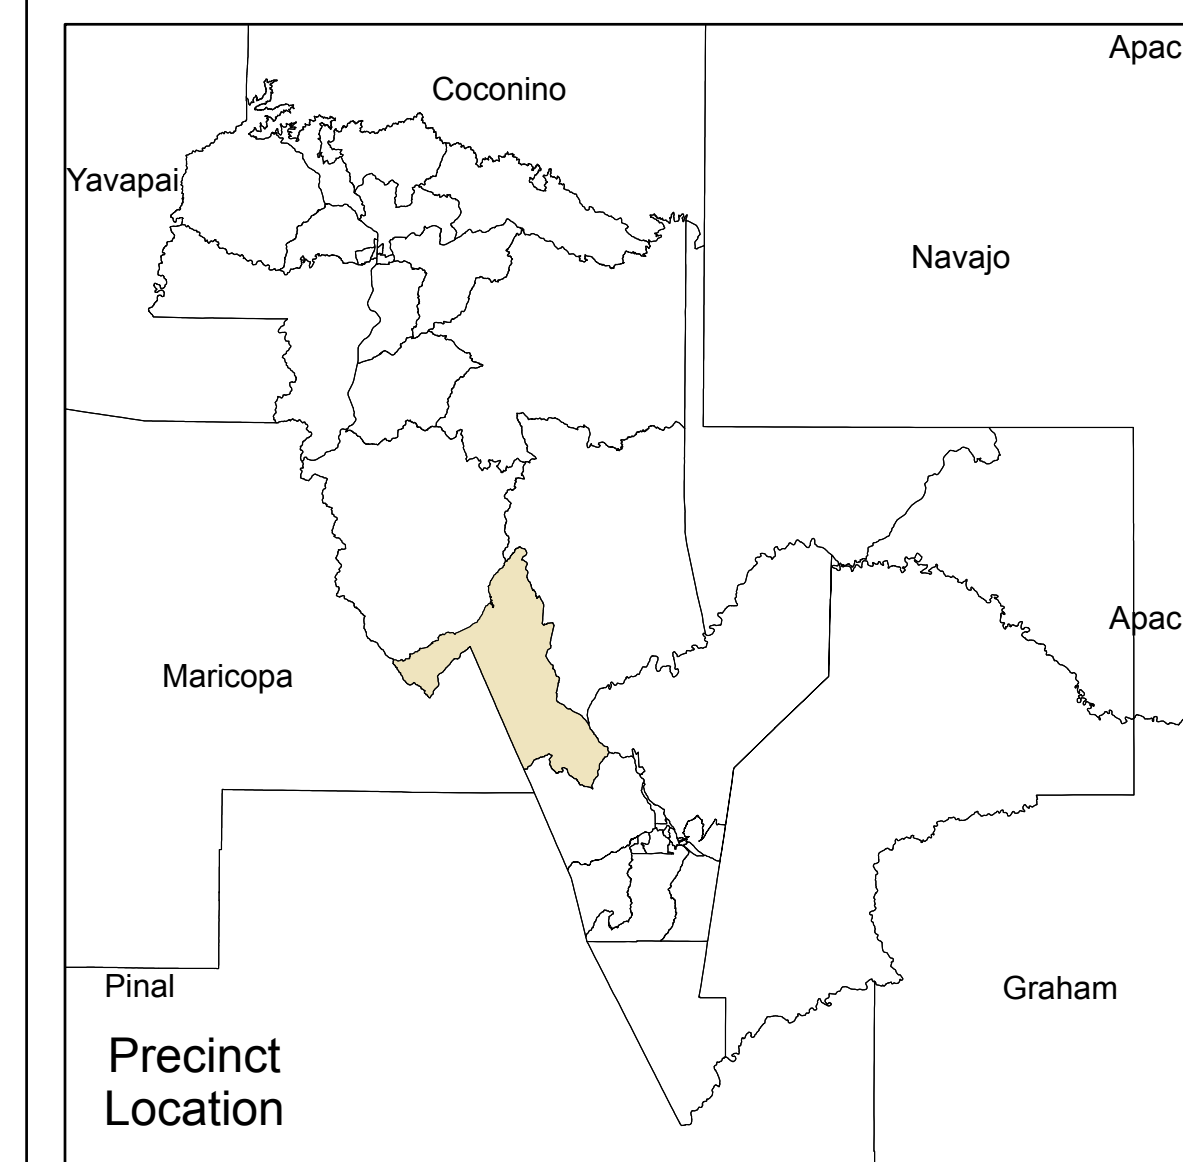 Apac
Coconino
Yavapai
Navajo
Apac
Maricopa
Pinal
Graham
Precinct
Location